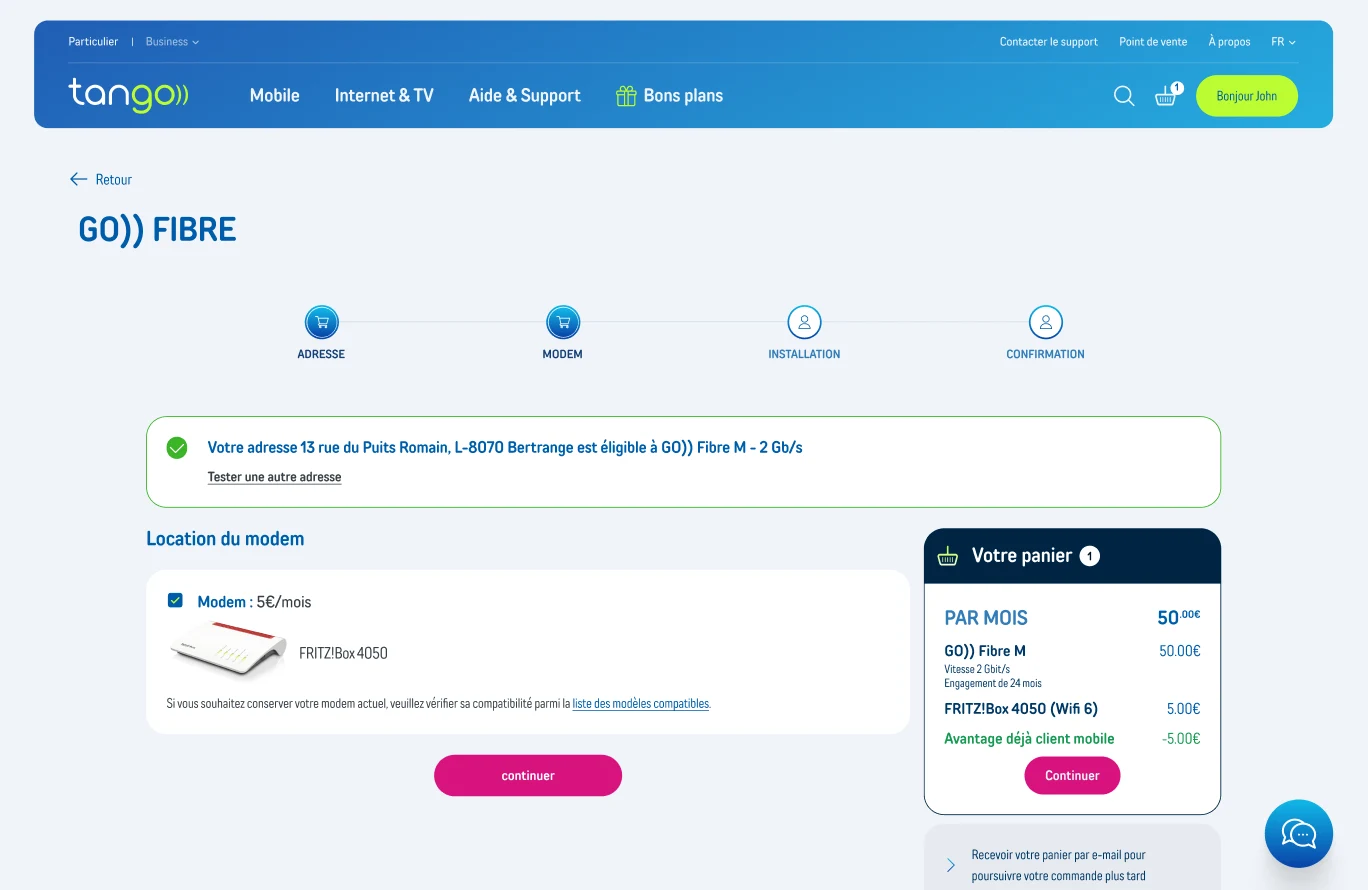 Particulier | Business
Contacter le support Point de vente À propos FR
tango))
Mobile Internet & TV Aide & Support Bons plans
1
Bonjour John
Retour
GO)) FIBRE
ADRESSE MODEM INSTALLATION CONFIRMATION
Votre adresse 13 rue du Puits Romain, L-8070 Bertrange est éligible à GO)) Fibre M - 2 Gb/s
Tester une autre adresse
Location du modem
Modem : 5€/mois
FRITZ!Box 4050
Si vous souhaitez conserver votre modem actuel, veuillez vérifier sa compatibilité parmi la liste des modèles compatibles.
continuer
Votre panier 1
PAR MOIS 50.00€
GO)) Fibre M 50.00€
Vitesse 2 Gbit/s
Engagement de 24 mois
FRITZ!Box 4050 (Wifi 6) 5.00€
Avantage déjà client mobile -5.00€
Continuer
Recevoir votre panier par e-mail pour
poursuivre votre commande plus tard